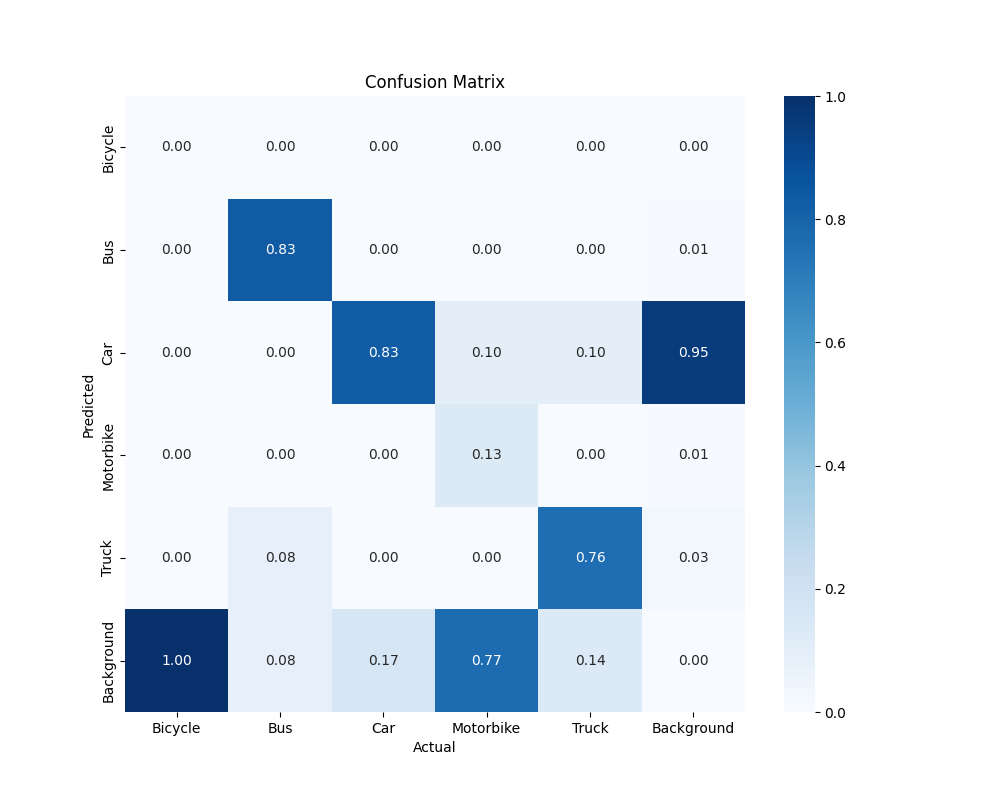 Confusion Matrix
Predicted
Bicycle 0.00 0.00 0.00 0.00 0.00 0.00
Bus 0.00 0.83 0.00 0.00 0.00 0.01
Car 0.00 0.00 0.83 0.10 0.10 0.95
Motorbike 0.00 0.00 0.00 0.13 0.00 0.01
Truck 0.00 0.08 0.00 0.00 0.76 0.03
Background 1.00 0.08 0.17 0.77 0.14 0.00
Bicycle Bus Car Motorbike Truck Background
Actual
1.0
0.8
0.6
0.4
0.2
0.0